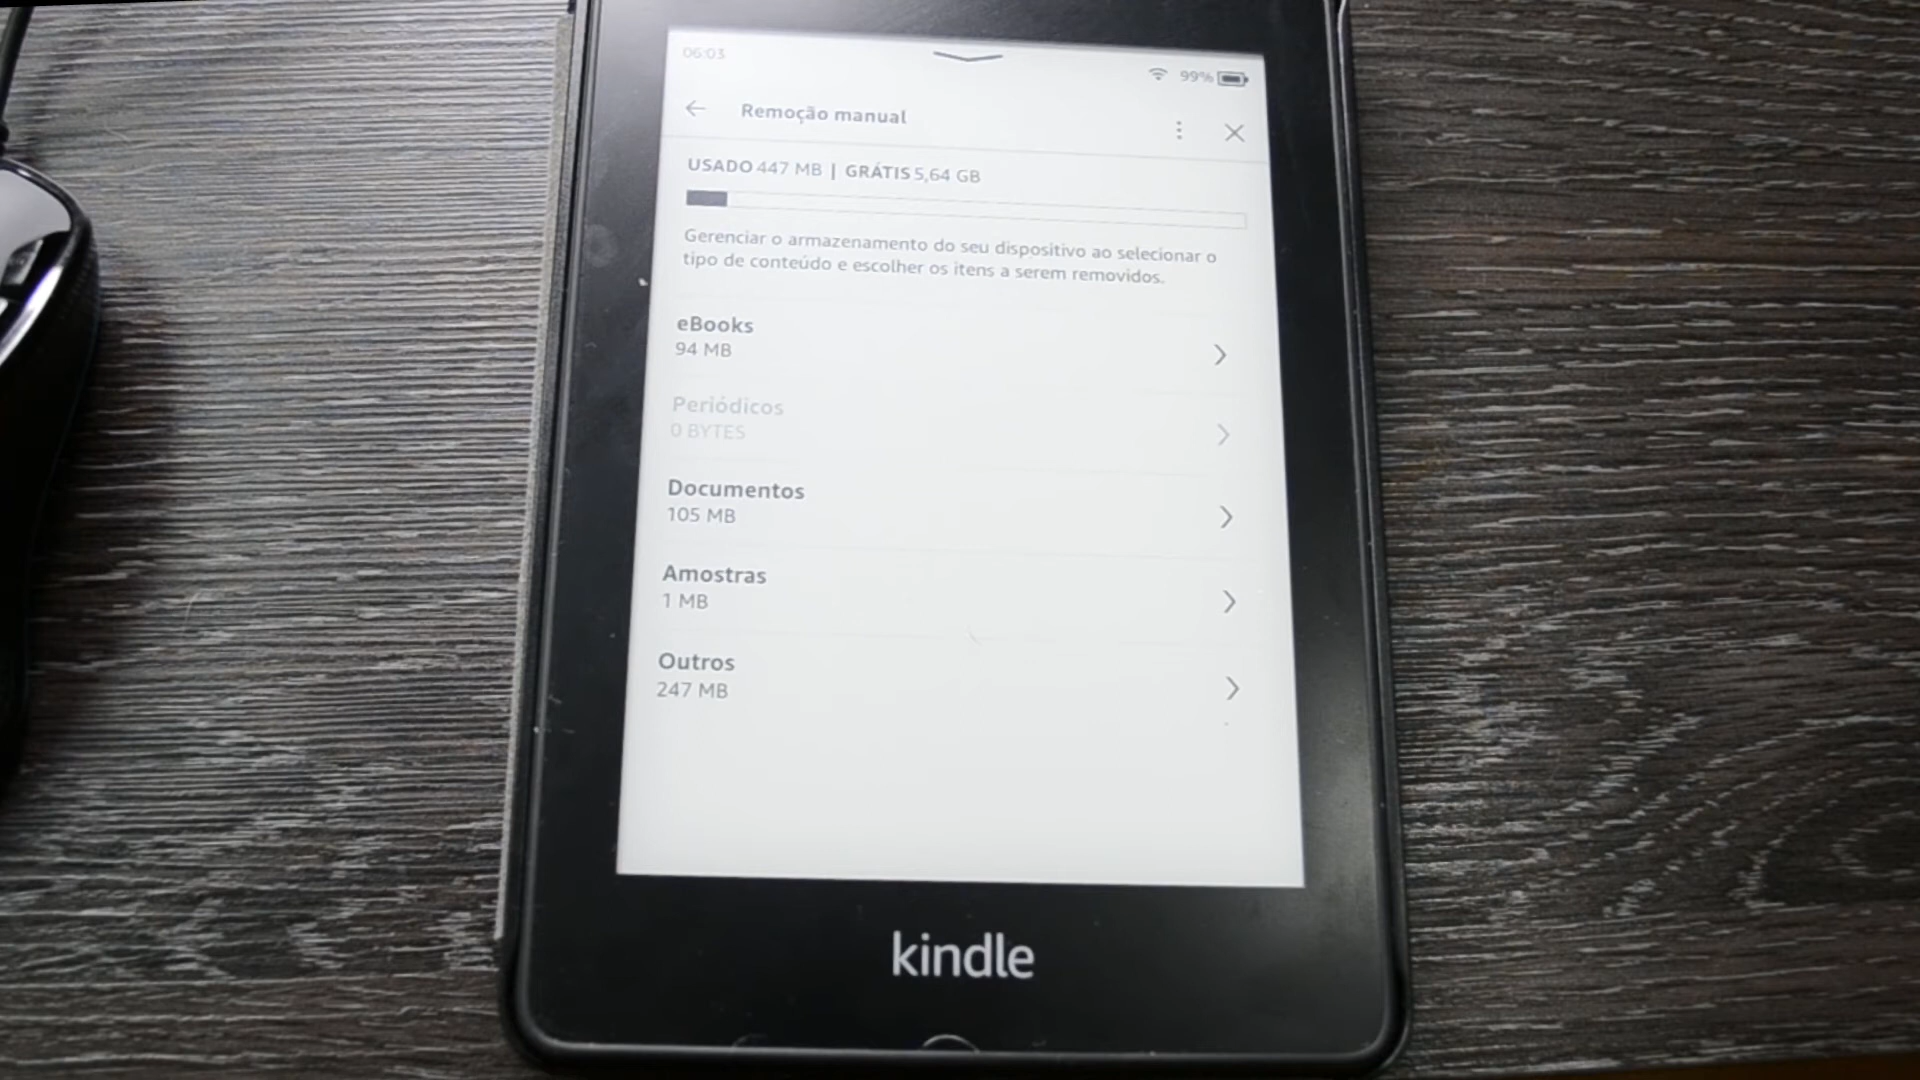 06:03
99%
Remoção manual
USADO 447 MB | GRÁTIS 5,64 GB
Gerenciar o armazenamento do seu dispositivo ao selecionar o
tipo de conteúdo e escolher os itens a serem removidos.
eBooks
94 MB
Periódicos
0 BYTES
Documentos
105 MB
Amostras
1 MB
Outros
247 MB
kindle